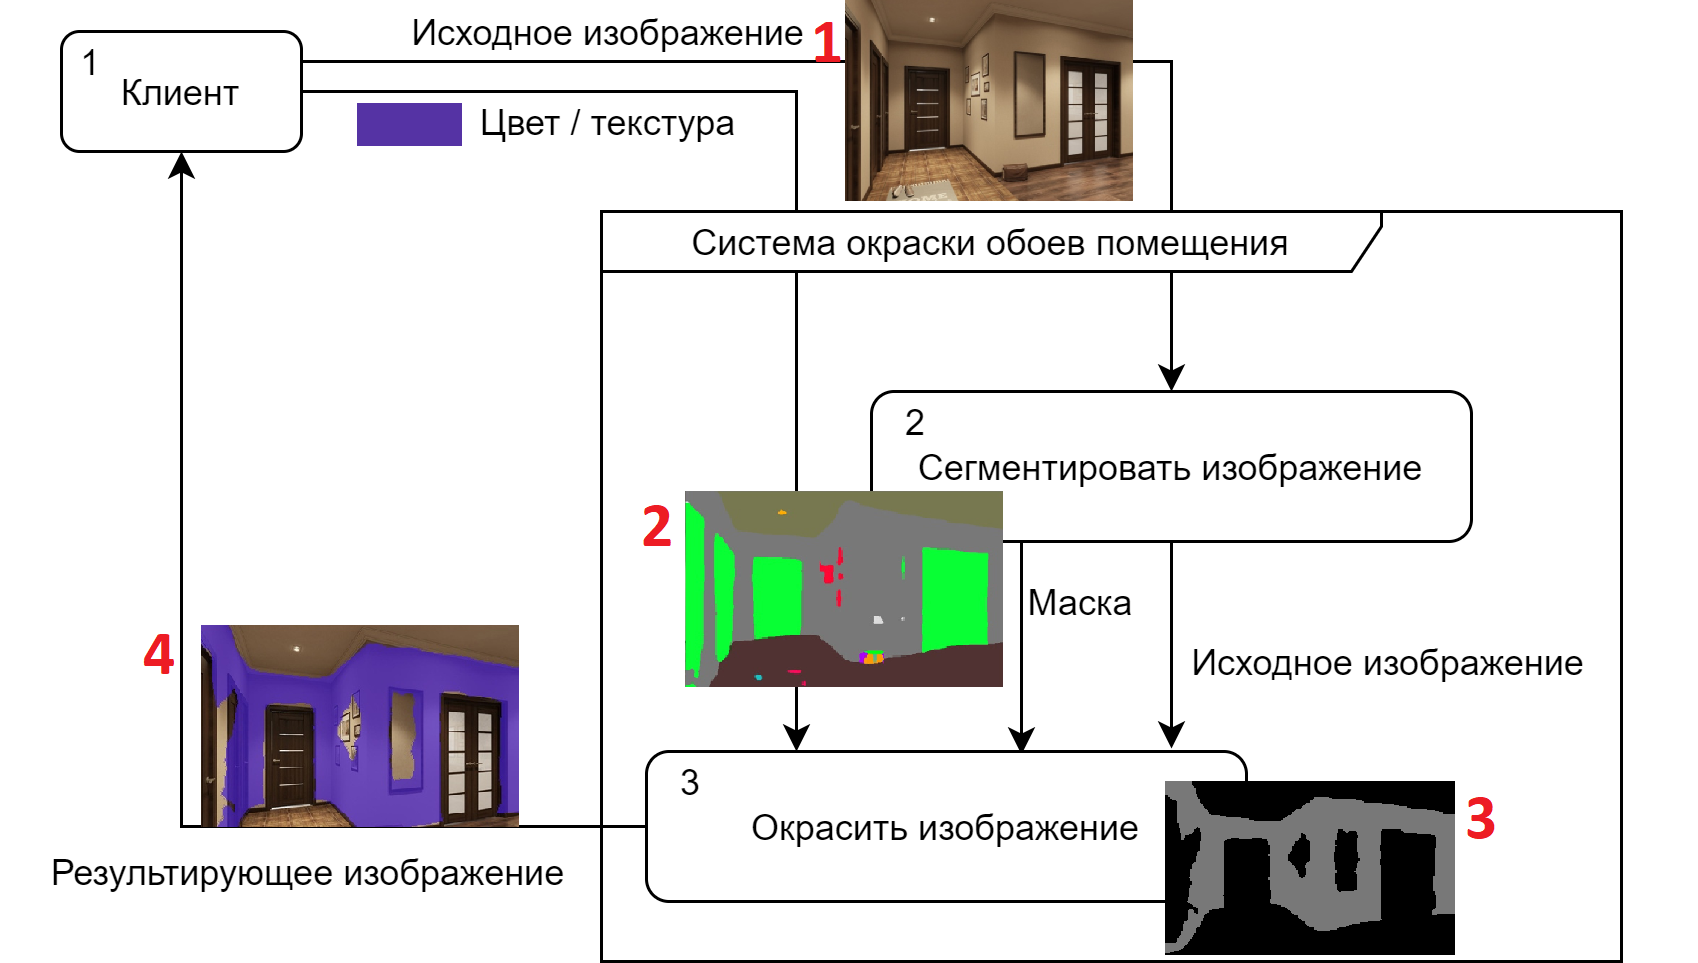 1
Клиент
Исходное изображение
1
Цвет / текстура
Система окраски обоев помещения
2
Сегментировать изображение
2
Маска
Исходное изображение
4
3
Окрасить изображение
3
Результирующее изображение